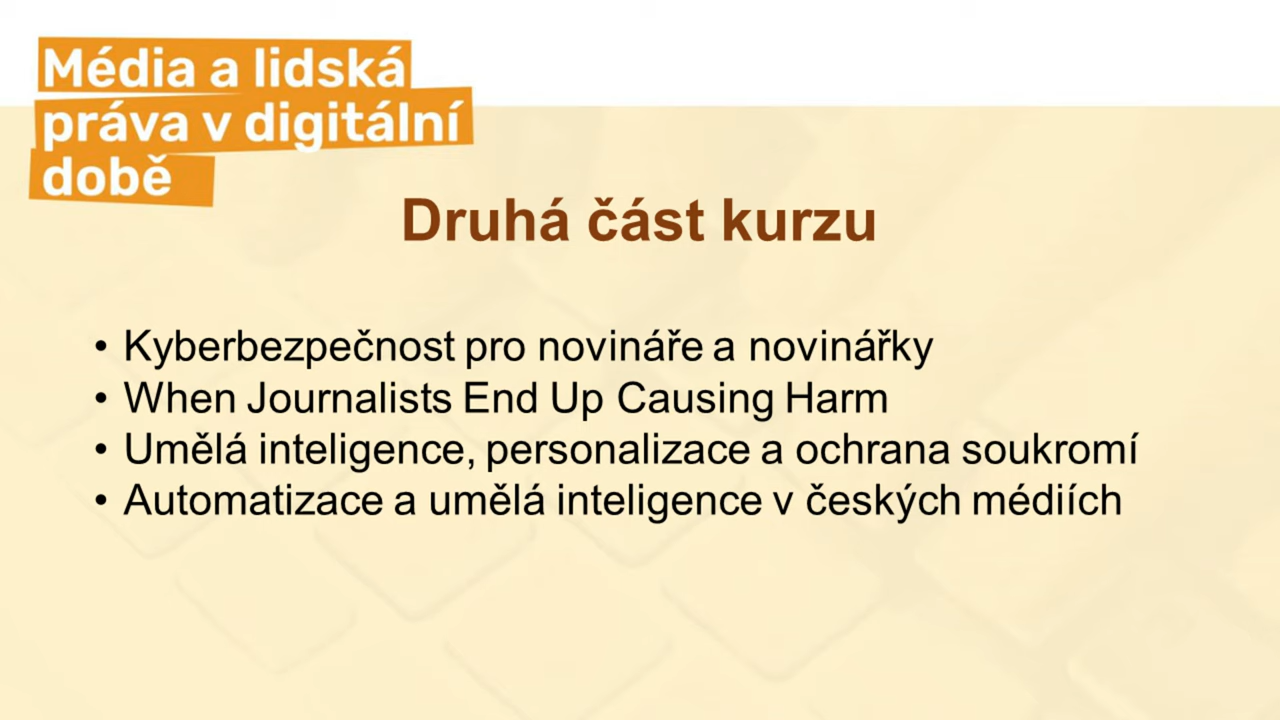 Média a lidská
práva v digitální
době
Druhá část kurzu
• Kyberbezpečnost pro novináře a novinářky
• When Journalists End Up Causing Harm
• Umělá inteligence, personalizace a ochrana soukromí
• Automatizace a umělá inteligence v českých médiích